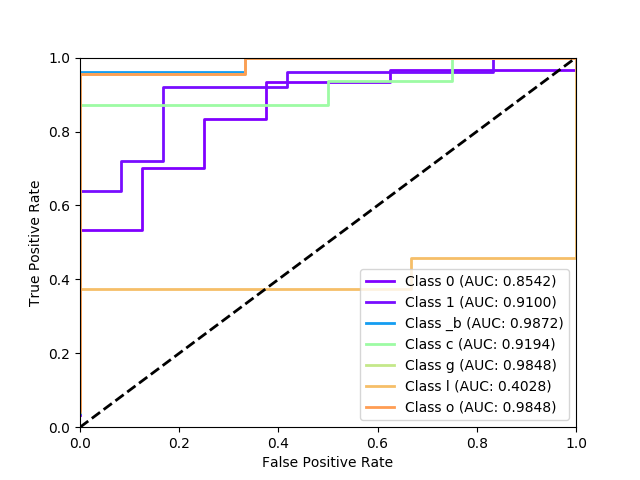 1.0
0.8
0.6
0.4
0.2
0.0
True Positive Rate
Class 0 (AUC: 0.8542)
Class 1 (AUC: 0.9100)
Class _b (AUC: 0.9872)
Class c (AUC: 0.9194)
Class g (AUC: 0.9848)
Class l (AUC: 0.4028)
Class o (AUC: 0.9848)
0.0 0.2 0.4 0.6 0.8 1.0
False Positive Rate